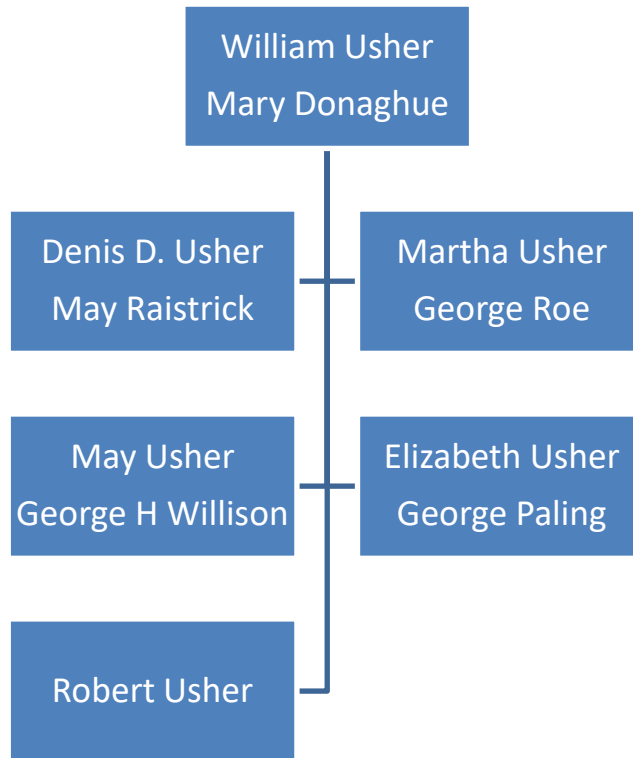 William Usher
Mary Donaghue
Denis D. Usher
May Raistrick
Martha Usher
George Roe
May Usher
George H Willison
Elizabeth Usher
George Paling
Robert Usher